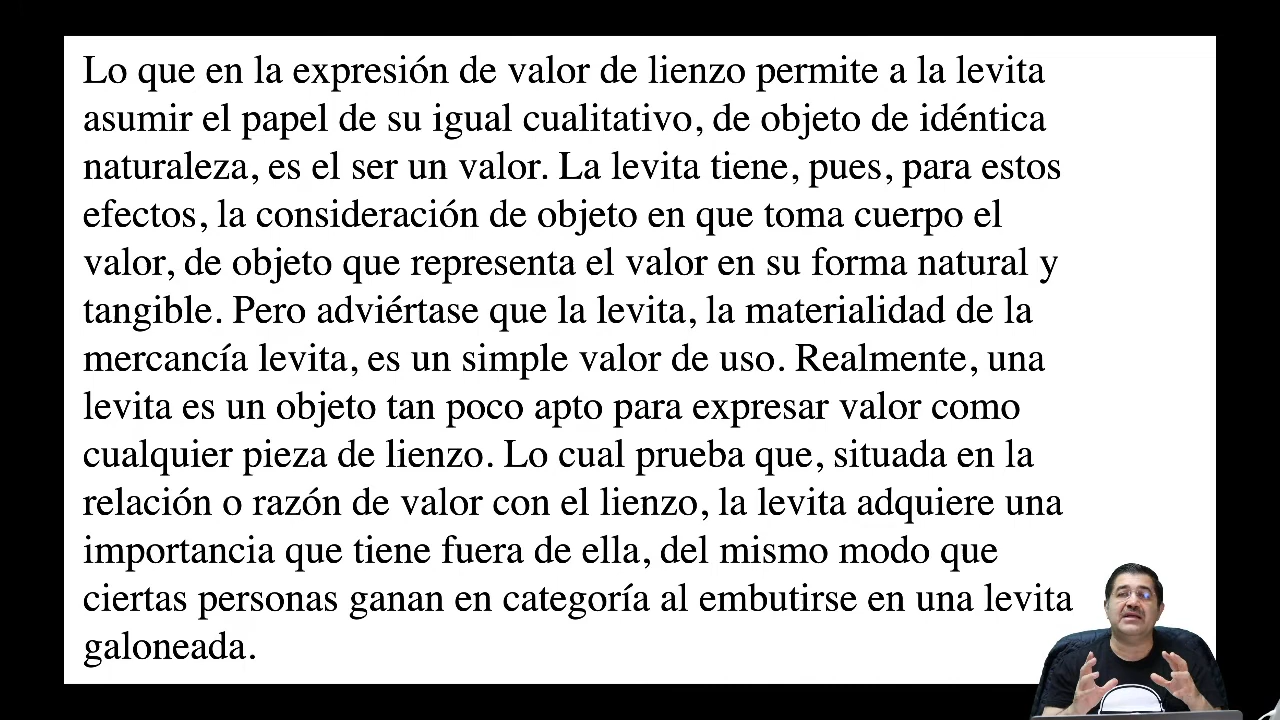 Lo que en la expresión de valor de lienzo permite a la levita
asumir el papel de su igual cualitativo, de objeto de idéntica
naturaleza, es el ser un valor. La levita tiene, pues, para estos
efectos, la consideración de objeto en que toma cuerpo el
valor, de objeto que representa el valor en su forma natural y
tangible. Pero adviértase que la levita, la materialidad de la
mercancía levita, es un simple valor de uso. Realmente, una
levita es un objeto tan poco apto para expresar valor como
cualquier pieza de lienzo. Lo cual prueba que, situada en la
relación o razón de valor con el lienzo, la levita adquiere una
importancia que tiene fuera de ella, del mismo modo que
ciertas personas ganan en categoría al embutirse en una levita
galoneada.